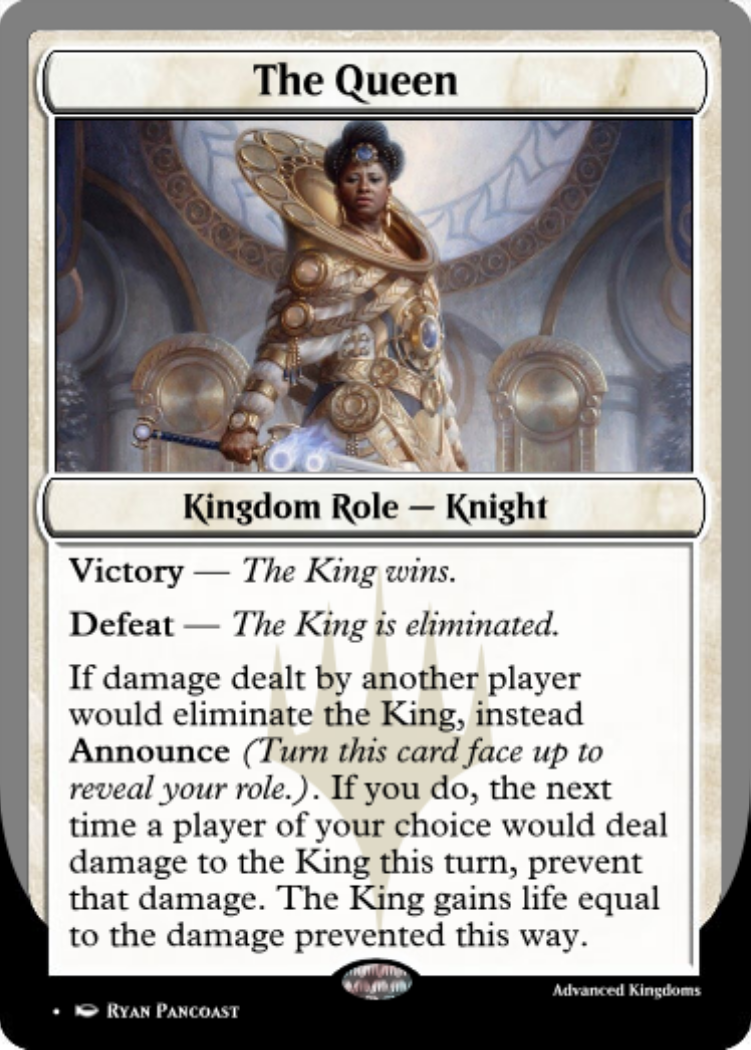 The Queen
Kingdom Role — Knight
Victory — The King wins.
Defeat — The King is eliminated.
If damage dealt by another player
would eliminate the King, instead
Announce (Turn this card face up to
reveal your role.). If you do, the next
time a player of your choice would deal
damage to the King this turn, prevent
that damage. The King gains life equal
to the damage prevented this way.
Advanced Kingdoms
• Ryan Pancoast